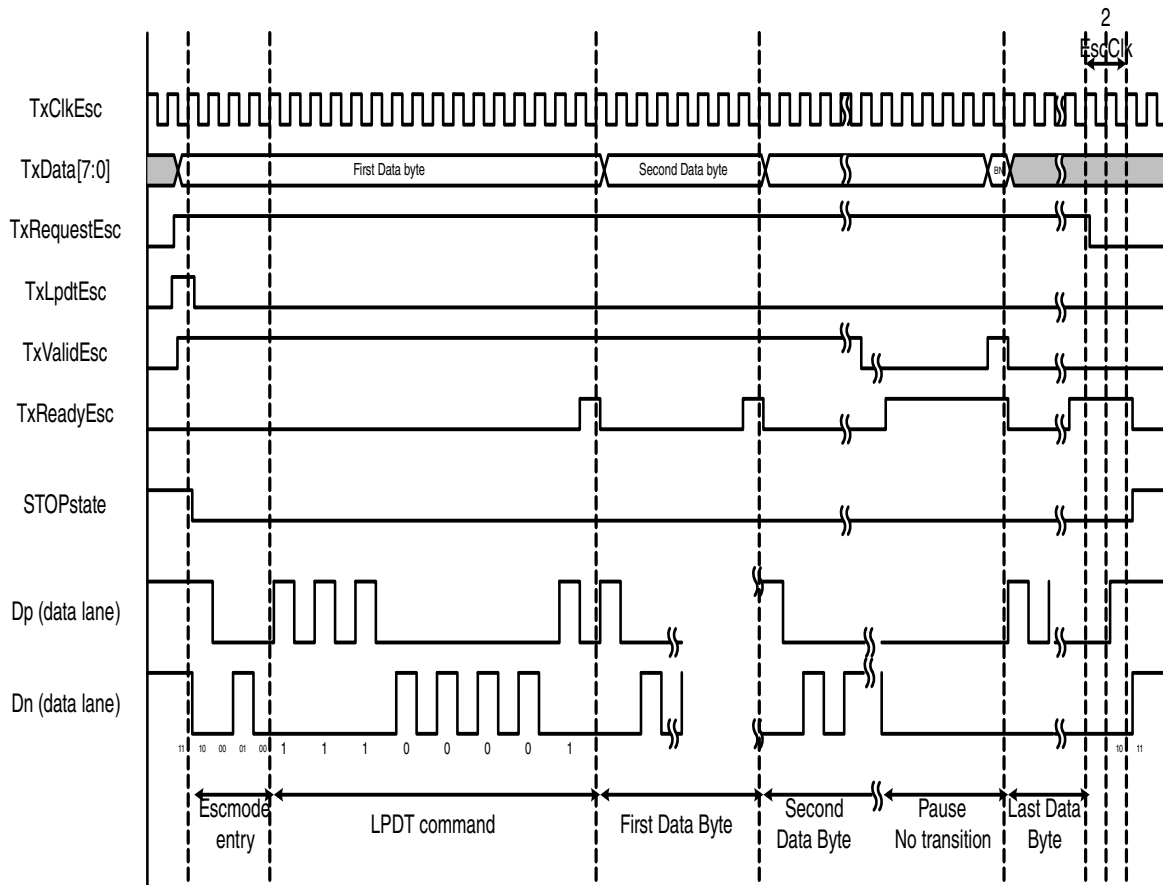 2
EscClk
TxClkEsc
TxData[7:0]
First Data byte
Second Data byte
BN
TxRequestEsc
TxLpdtEsc
TxValidEsc
TxReadyEsc
STOPstate
Dp (data lane)
Dn (data lane)
11 10 00 01 00 1 1 1 0 0 0 0 1 10 11
Escmode
entry
LPDT command
First Data Byte
Second
Data Byte
Pause
No transition
Last Data
Byte